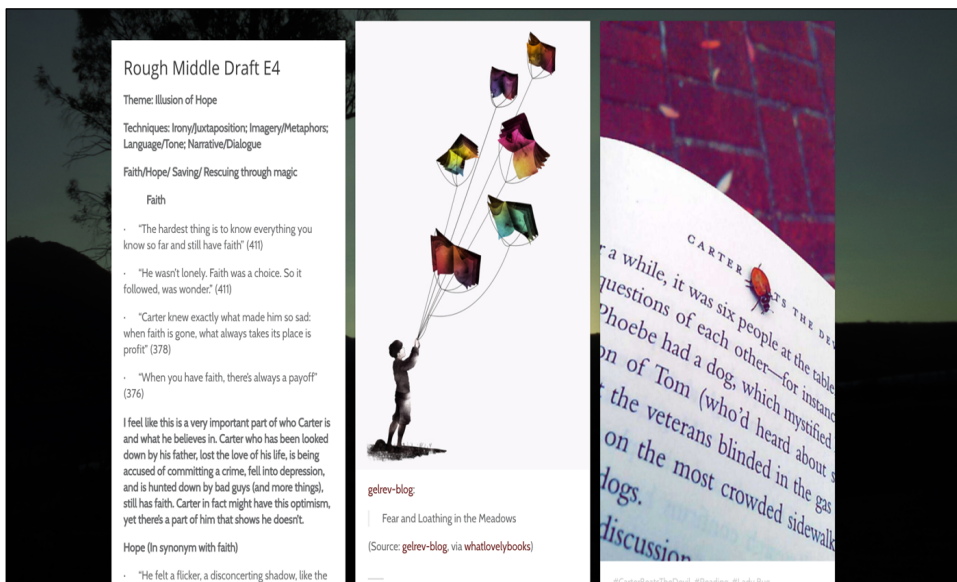 Rough Middle Draft E4
Theme: Illusion of Hope
Techniques: Irony/Juxtaposition; Imagery/Metaphors;
Language/Tone; Narrative/Dialogue
Faith/Hope/ Saving/ Rescuing through magic
Faith
· "The hardest thing is to know everything you
know so far and still have faith" (411)
· "He wasn't lonely. Faith was a choice. So it
followed, was wonder." (411)
· "Carter knew exactly what made him so sad:
when faith is gone, what always takes its place is
profit" (378)
· "When you have faith, there's always a payoff"
(376)
I feel like this is a very important part of who Carter is
and what he believes in. Carter who has been looked
down by his father, lost the love of his life, is being
accused of committing a crime, fell into depression,
and is hunted down by bad guys (and more things),
still has faith. Carter in fact might have this optimism,
yet there's a part of him that shows he doesn't.
Hope (In synonym with faith)
· "He felt a flicker, a disconcerting shadow, like the
gelrev-blog:
Fear and Loathing in the Meadows
(Source: gelrev-blog, via whatlovelybooks)
CARTER TS THE DEV
r a while, it was six people at the table
questions of each other—for instanc
Phoebe had a dog, which mystified
on of Tom (who'd heard about s
t the veterans blinded in the gas
on the most crowded sidewalk
dogs.
discussion
#CarterBeatsTheDevil, #Reading, #Lady Bug